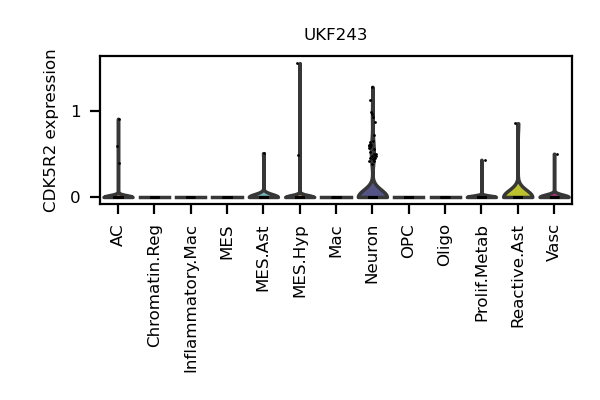 UKF243
CDK5R2 expression
1
0
AC
Chromatin.Reg
Inflammatory.Mac
MES
MES.Ast
MES.Hyp
Mac
Neuron
OPC
Oligo
Prolif.Metab
Reactive.Ast
Vasc